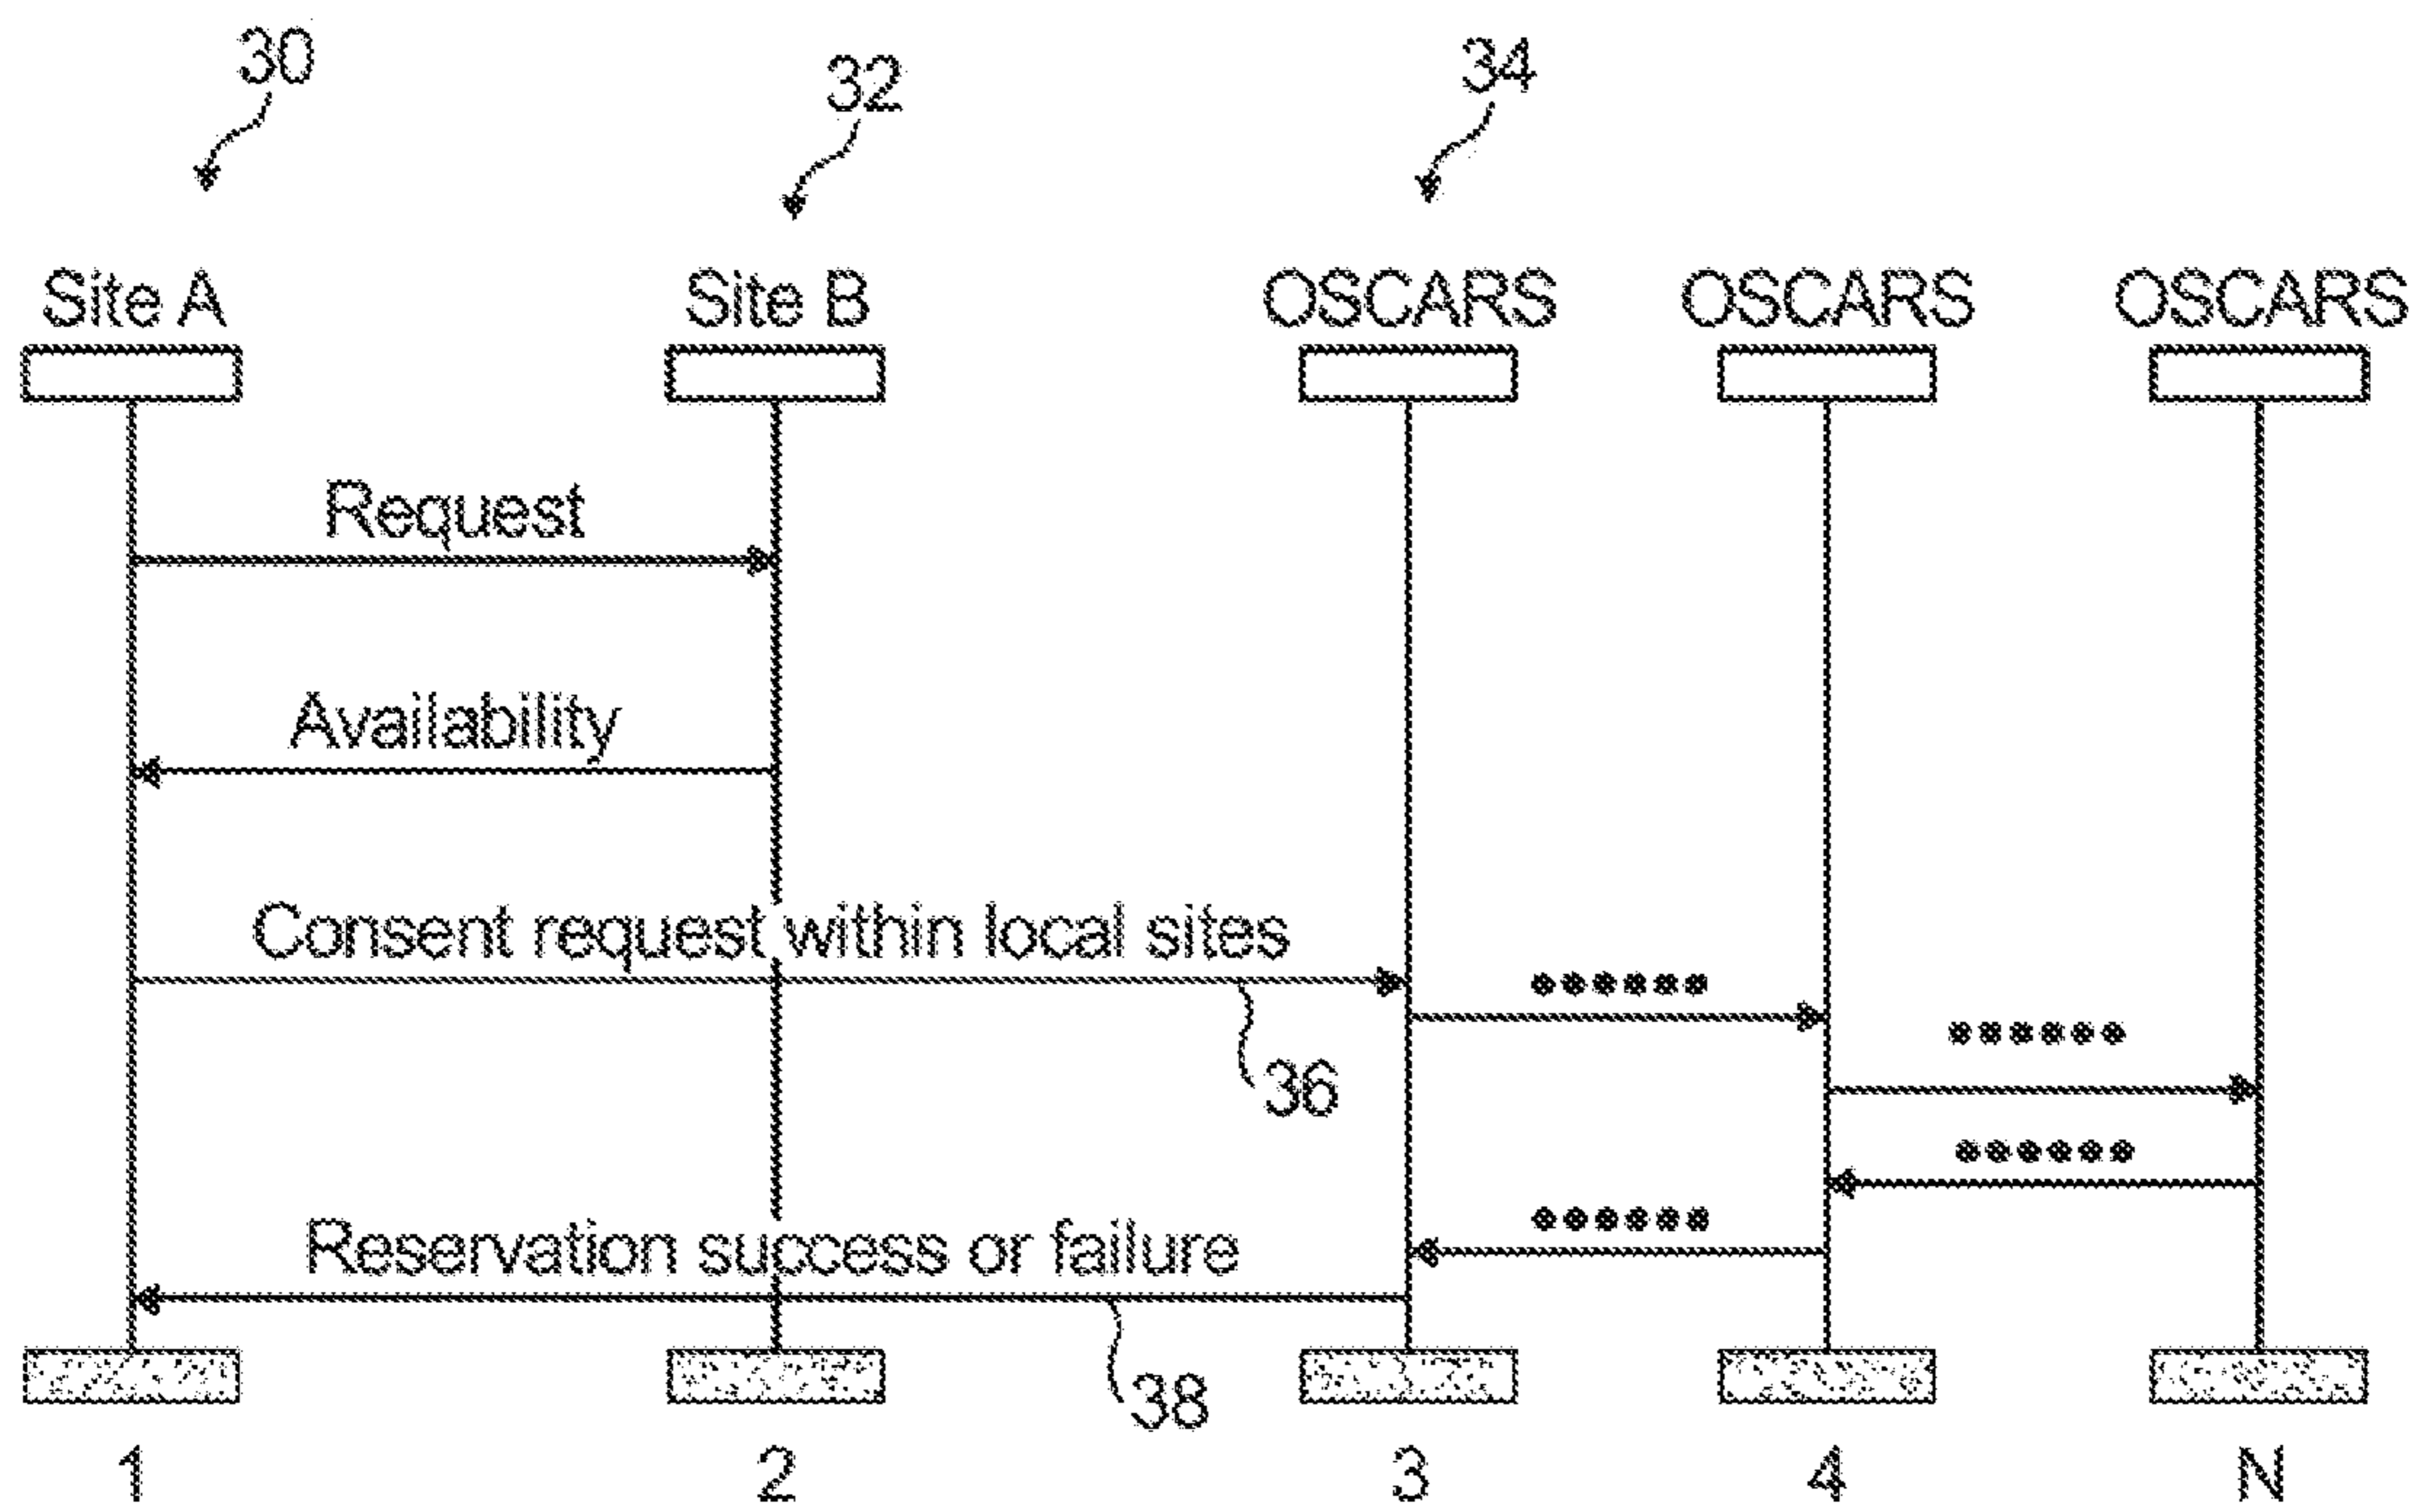 30
32
34
Site A
Site B
OSCARS
OSCARS
OSCARS
Request
Availability
Consent request within local sites
36
Reservation success or failure
38
1
2
3
4
N